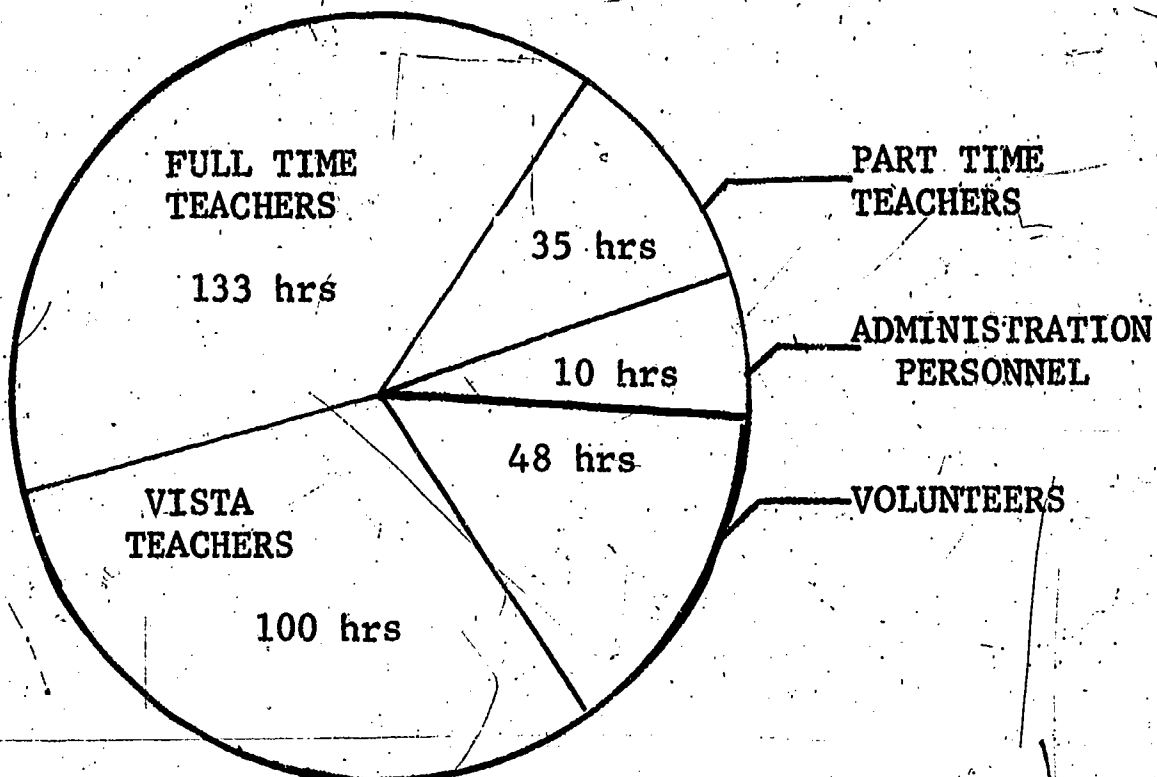 FULL TIME
TEACHERS
133 hrs
35 hrs
PART TIME
TEACHERS
10 hrs
ADMINISTRATION
PERSONNEL
48 hrs
VOLUNTEERS
VISTA
TEACHERS
100 hrs